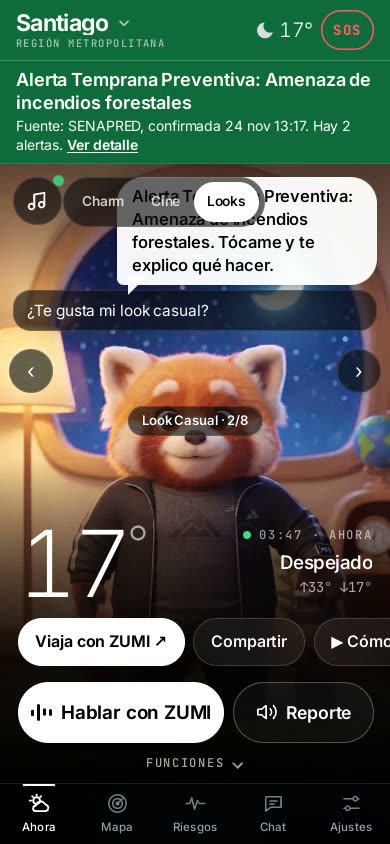 Santiago
REGIÓN METROPOLITANA
17°
SOS
Alerta Temprana Preventiva: Amenaza de
incendios forestales
Fuente: SENAPRED, confirmada 24 nov 13:17. Hay 2
alertas. Ver detalle
Cham
Cine
Looks
Alerta Te Preventiva:
Amenaza de incendios
forestales. Tócame y te
explico qué hacer.
¿Te gusta mi look casual?
‹
›
Look Casual · 2/8
17°
03:47 · AHORA
Despejado
↑33° ↓17°
Viaja con ZUMI ↗
Compartir
▶ Cómo
Hablar con ZUMI
Reporte
FUNCIONES
Ahora
Mapa
Riesgos
Chat
Ajustes